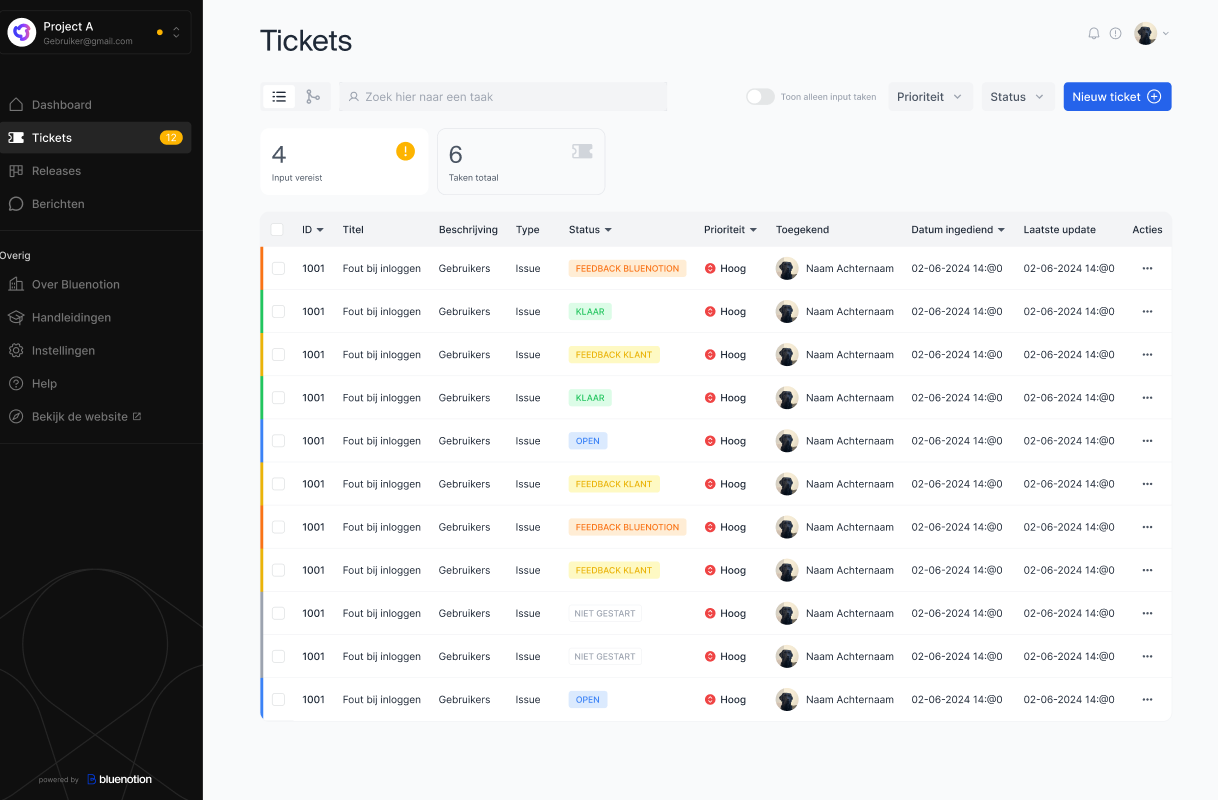 Project A
Gebruiker@gmail.com
Dashboard
Tickets 12
Releases
Berichten
Overig
Over Bluenotion
Handleidingen
Instellingen
Help
Bekijk de website
powered by bluenotion
Tickets
Zoek hier naar een taak
Toon alleen input taken
Prioriteit
Status
Nieuw ticket
4
Input vereist
6
Taken totaal
ID Titel Beschrijving Type Status Prioriteit Toegekend Datum ingediend Laatste update Acties
1001 Fout bij inloggen Gebruikers Issue FEEDBACK BLUENOTION Hoog Naam Achternaam 02-06-2024 14:@0 02-06-2024 14:@0
1001 Fout bij inloggen Gebruikers Issue KLAAR Hoog Naam Achternaam 02-06-2024 14:@0 02-06-2024 14:@0
1001 Fout bij inloggen Gebruikers Issue FEEDBACK KLANT Hoog Naam Achternaam 02-06-2024 14:@0 02-06-2024 14:@0
1001 Fout bij inloggen Gebruikers Issue KLAAR Hoog Naam Achternaam 02-06-2024 14:@0 02-06-2024 14:@0
1001 Fout bij inloggen Gebruikers Issue OPEN Hoog Naam Achternaam 02-06-2024 14:@0 02-06-2024 14:@0
1001 Fout bij inloggen Gebruikers Issue FEEDBACK KLANT Hoog Naam Achternaam 02-06-2024 14:@0 02-06-2024 14:@0
1001 Fout bij inloggen Gebruikers Issue FEEDBACK BLUENOTION Hoog Naam Achternaam 02-06-2024 14:@0 02-06-2024 14:@0
1001 Fout bij inloggen Gebruikers Issue FEEDBACK KLANT Hoog Naam Achternaam 02-06-2024 14:@0 02-06-2024 14:@0
1001 Fout bij inloggen Gebruikers Issue NIET GESTART Hoog Naam Achternaam 02-06-2024 14:@0 02-06-2024 14:@0
1001 Fout bij inloggen Gebruikers Issue NIET GESTART Hoog Naam Achternaam 02-06-2024 14:@0 02-06-2024 14:@0
1001 Fout bij inloggen Gebruikers Issue OPEN Hoog Naam Achternaam 02-06-2024 14:@0 02-06-2024 14:@0